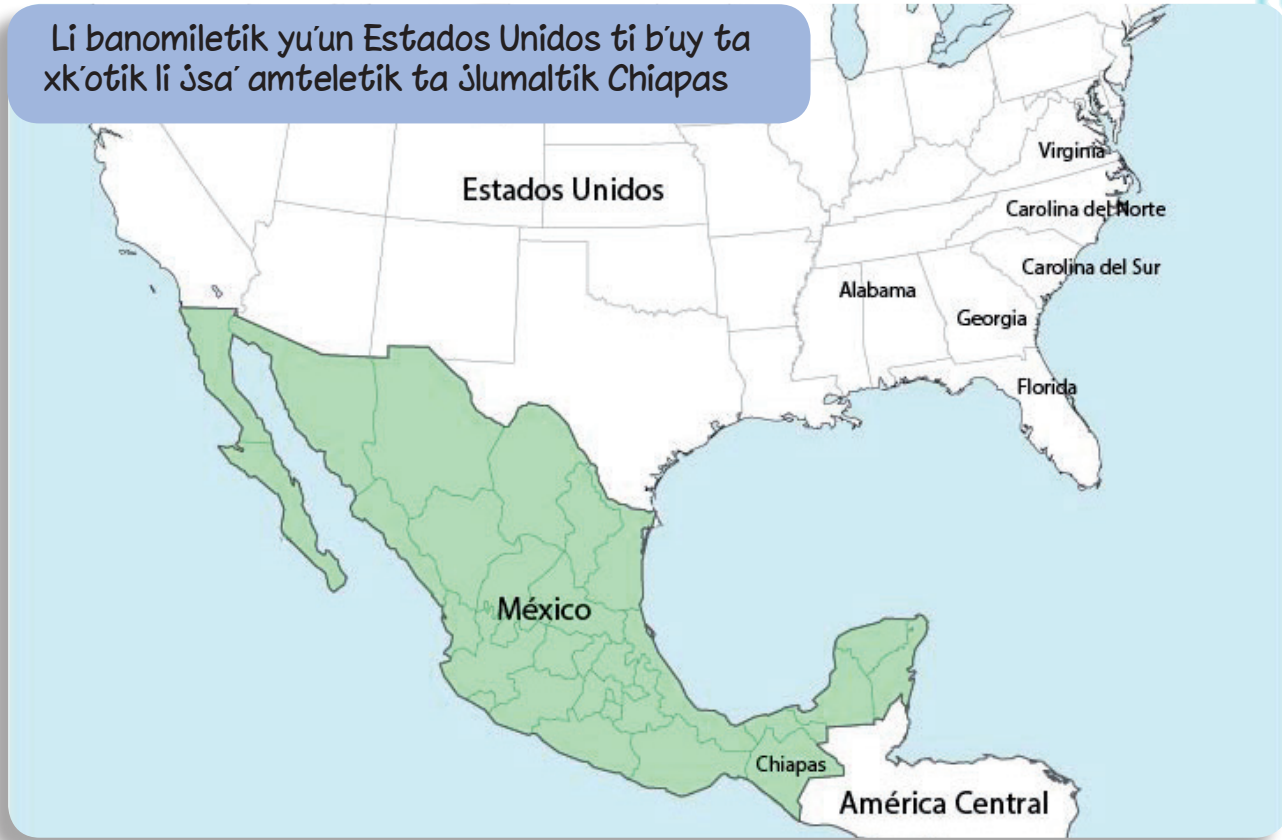 Li banomiletik yu'un Estados Unidos ti b'uy ta
xk'otik li jsa' amteletik ta jlumaltik Chiapas
Estados Unidos
Virginia
Carolina del Norte
Carolina del Sur
Alabama
Georgia
Florida
México
Chiapas
América Central